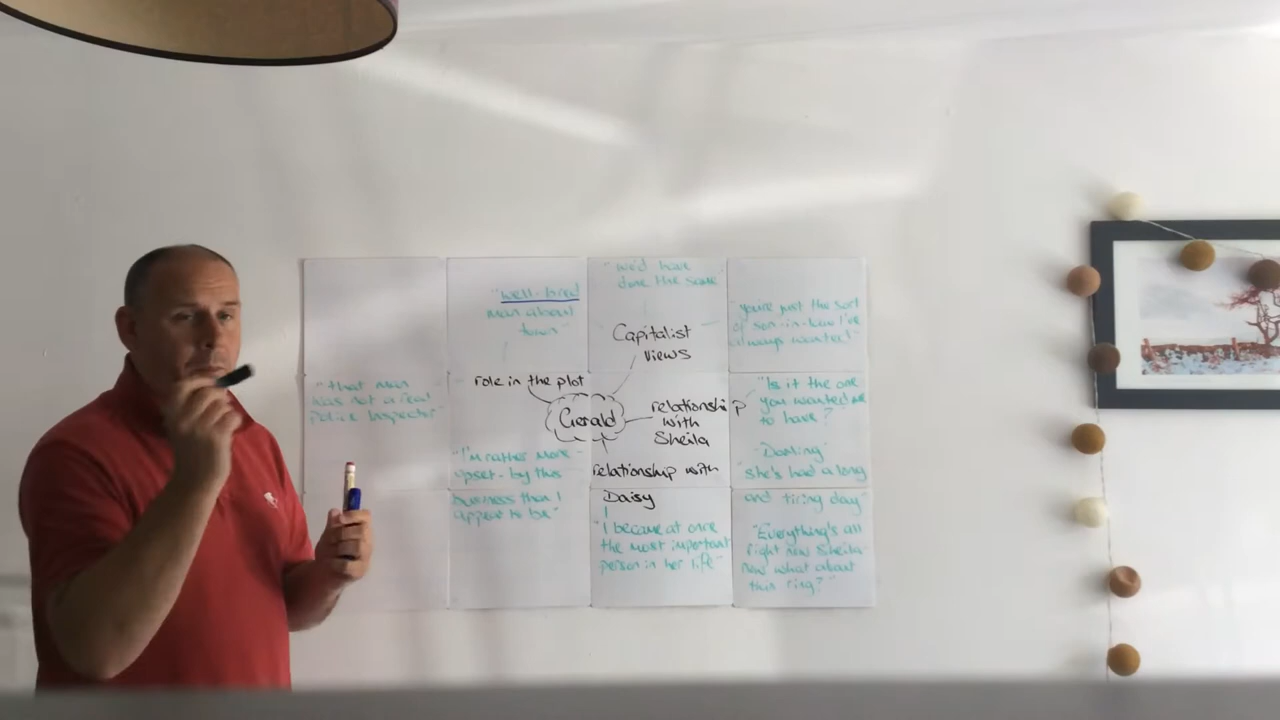 "we'd have
done the same
"well-bred
man about
town"
"you're just the sort
of son-in-law I've
always wanted!"
Capitalist
Views
role in the plot
"that man
was not a real
Police Inspector"
Gerald
relationship
with
Sheila
"Is it the one
you wanted me
to have?"
"I'm rather more
upset - by this
business than I
appear to be"
relationship with
Daisy
"I became at once
the most important
person in her life"
"Darling"
"she's had a long
and tiring day"
"Everything's all
right now Sheila
now what about
this ring?"